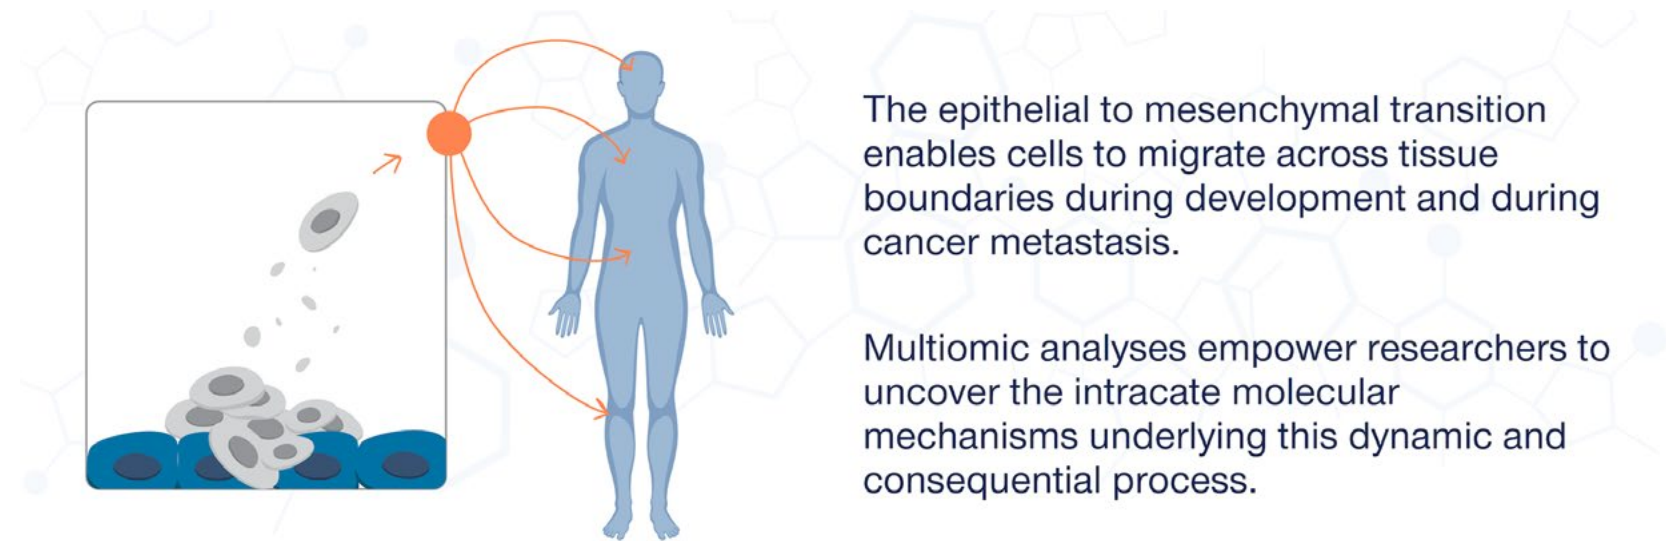 The epithelial to mesenchymal transition
enables cells to migrate across tissue
boundaries during development and during
cancer metastasis.
Multiomic analyses empower researchers to
uncover the intracate molecular
mechanisms underlying this dynamic and
consequential process.